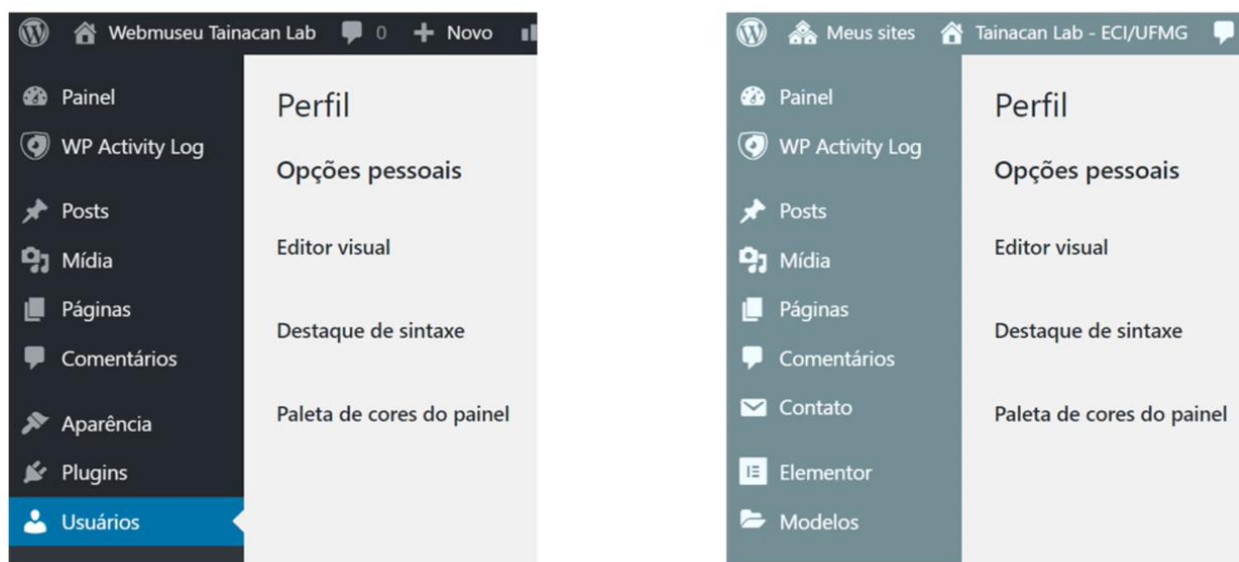 Webmuseu Tainacan Lab 0 + Novo
Painel
WP Activity Log
Posts
Mídia
Páginas
Comentários
Aparência
Plugins
Usuários
Perfil
Opções pessoais
Editor visual
Destaque de sintaxe
Paleta de cores do painel
Meus sites Tainacan Lab - ECI/UFMG
Painel
WP Activity Log
Posts
Mídia
Páginas
Comentários
Contato
Elementor
Modelos
Perfil
Opções pessoais
Editor visual
Destaque de sintaxe
Paleta de cores do painel